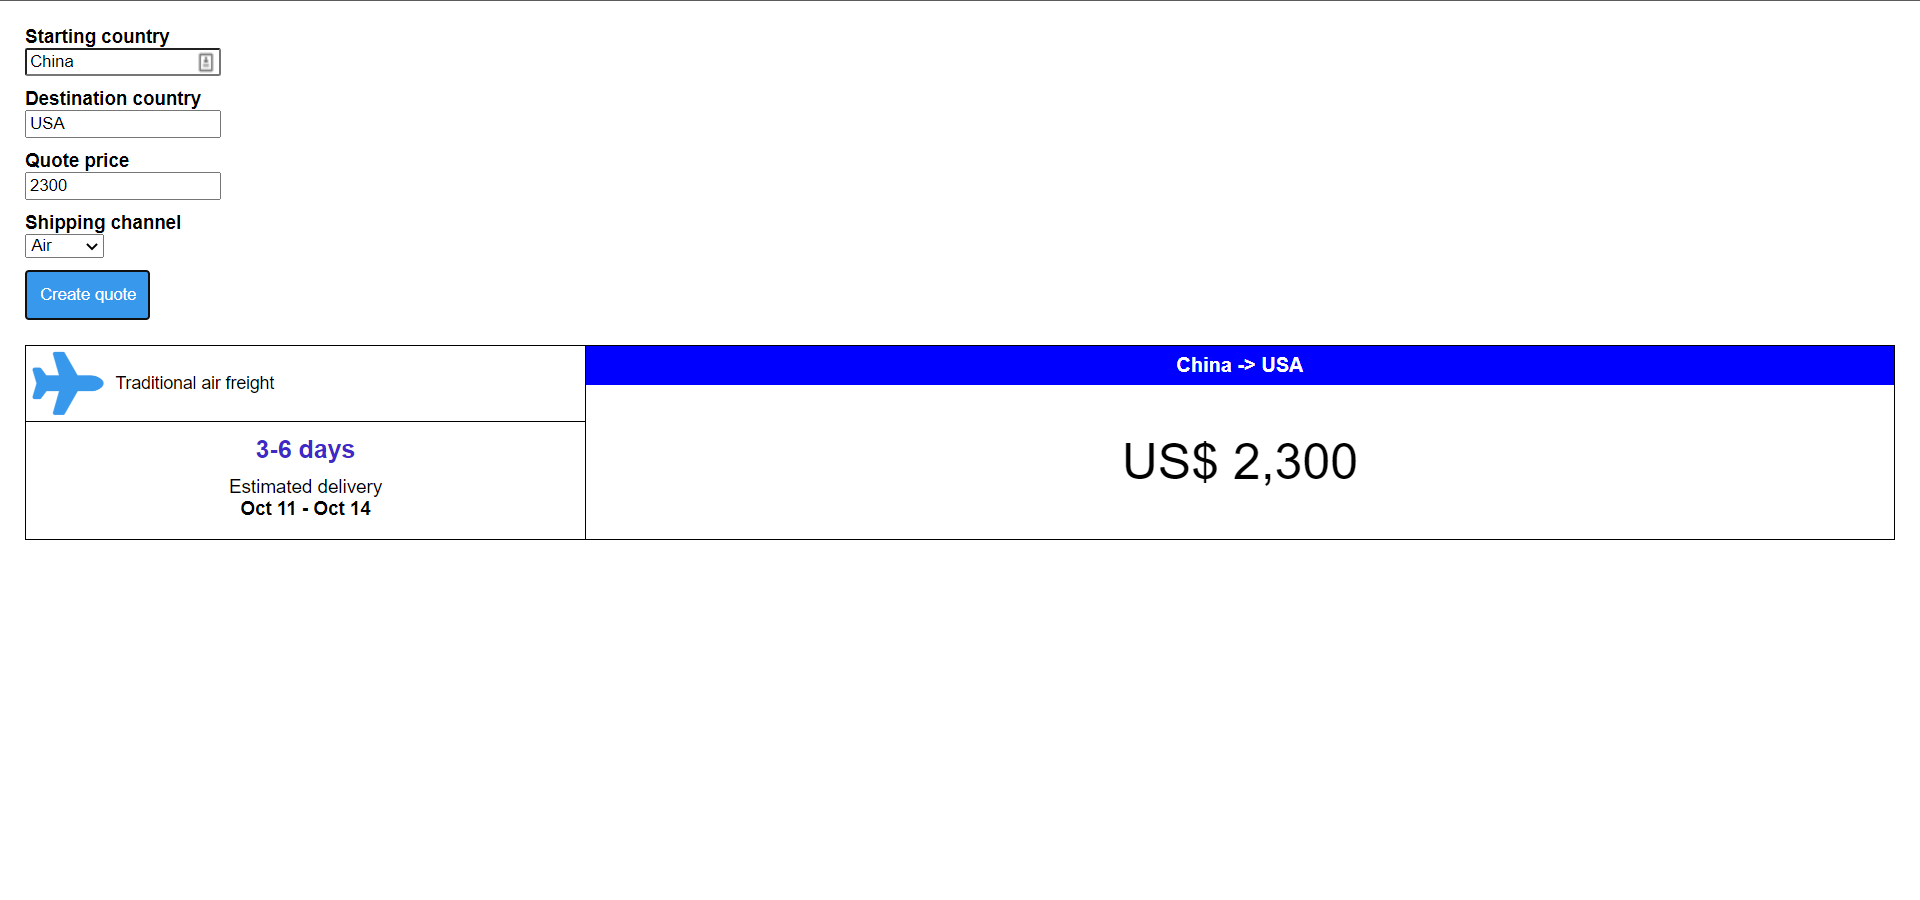 Starting country
China
Destination country
USA
Quote price
2300
Shipping channel
Air
Create quote
Traditional air freight
3-6 days
Estimated delivery
Oct 11 - Oct 14
China -> USA
US$ 2,300